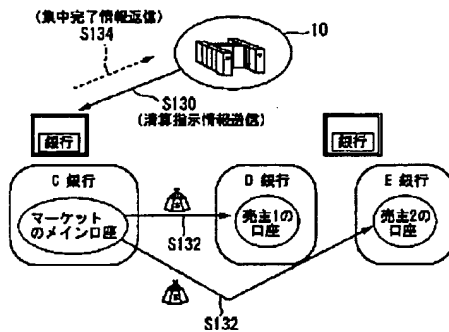 (集中完了情報返信)
S134
10
S130
(清算指示情報送信)
銀行
銀行
C 銀行
D 銀行
E 銀行
マーケット
のメイン口座
売主1の
口座
売主2の
口座
S132
S132